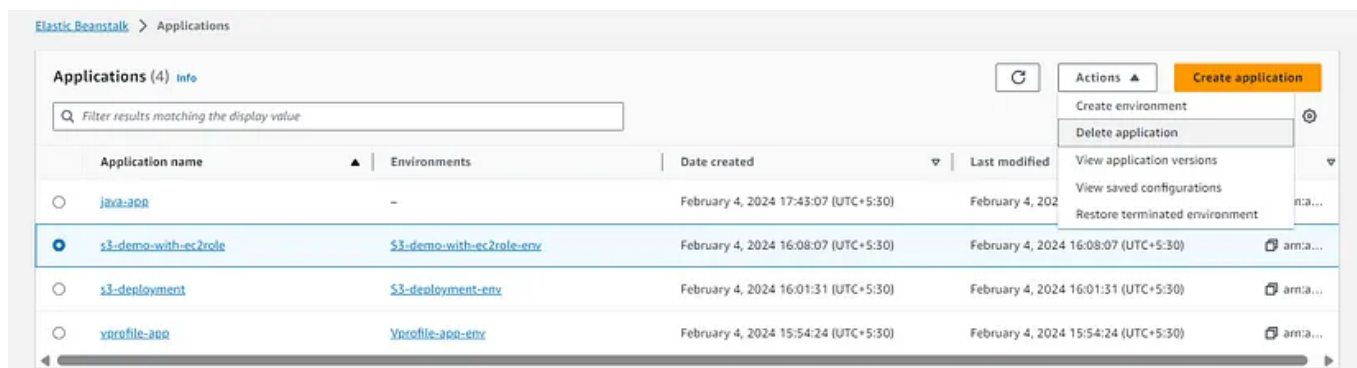 Elastic Beanstalk > Applications
Applications (4) Info
Actions ▲
Create application
Filter results matching the display value
Create environment
Delete application
View application versions
View saved configurations
Restore terminated environment
Application name ▲ Environments Date created Last modified
java-app – February 4, 2024 17:43:07 (UTC+5:30) February 4, 202 n:a...
s3-demo-with-ec2role S3-demo-with-ec2role-env February 4, 2024 16:08:07 (UTC+5:30) February 4, 2024 16:08:07 (UTC+5:30) arn:a...
s3-deployment S3-deployment-env February 4, 2024 16:01:31 (UTC+5:30) February 4, 2024 16:01:31 (UTC+5:30) arn:a...
vprofile-app Vprofile-app-env February 4, 2024 15:54:24 (UTC+5:30) February 4, 2024 15:54:24 (UTC+5:30) arn:a...